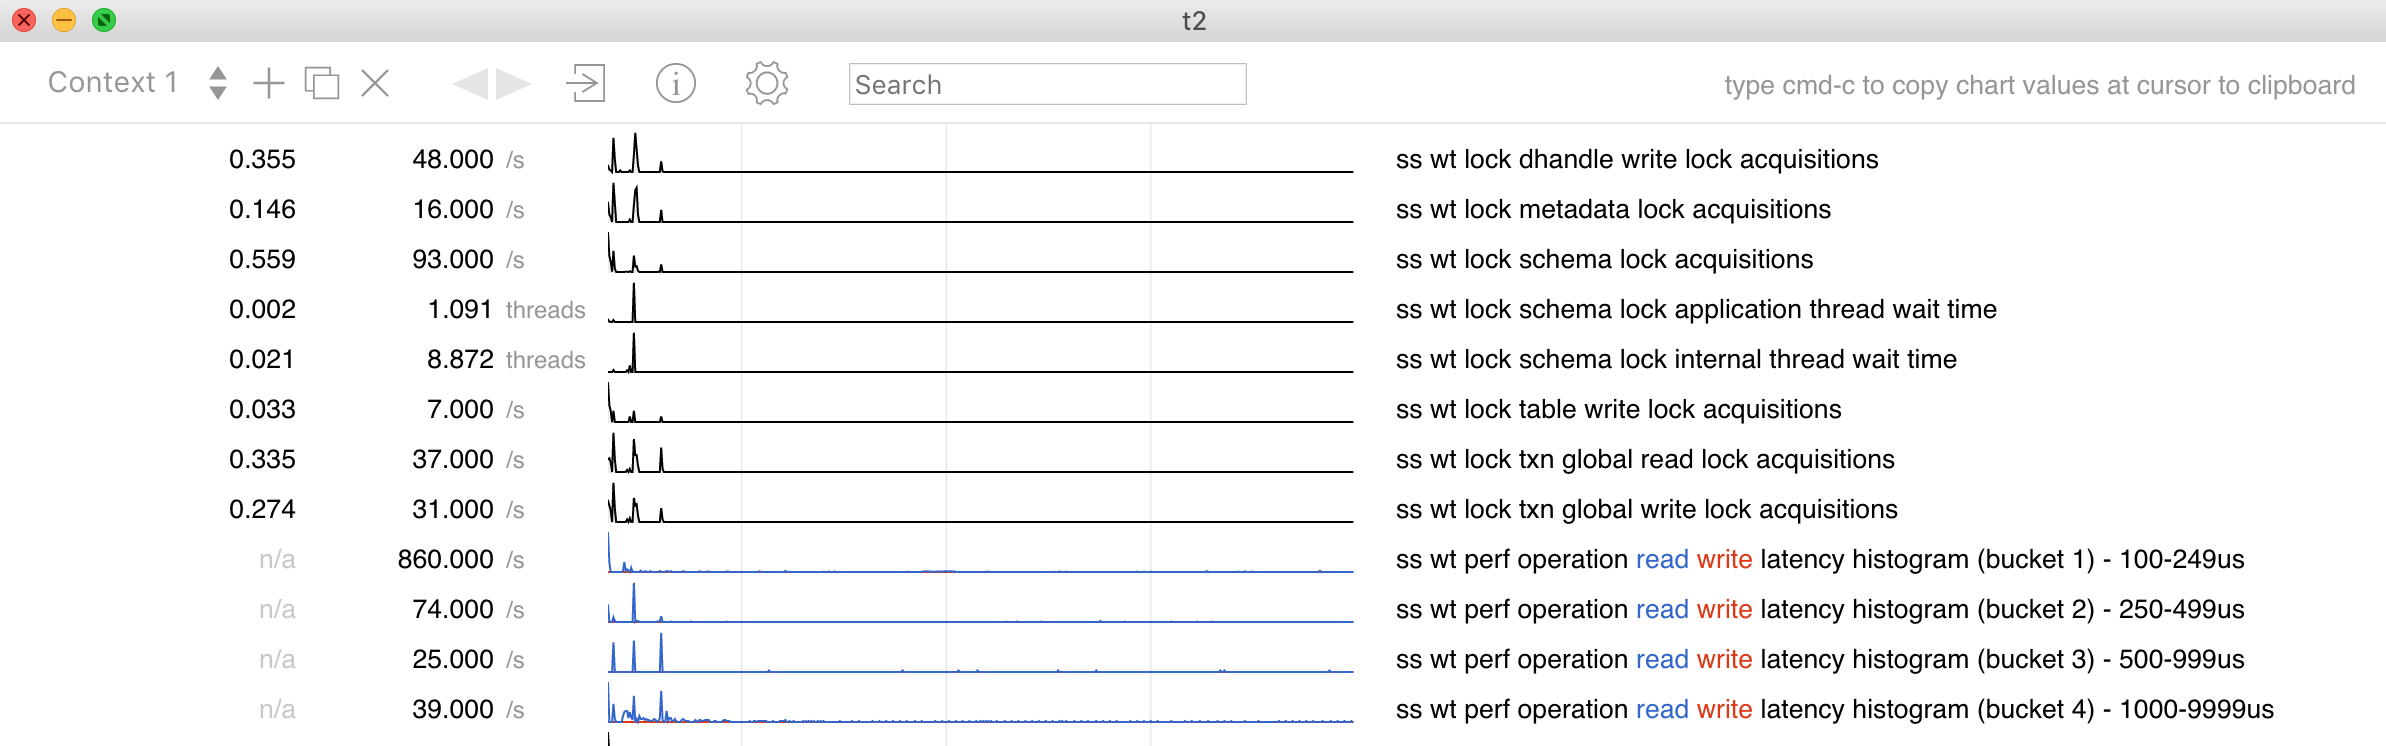 t2
Context 1 Search type cmd-c to copy chart values at cursor to clipboard
0.355 48.000 /s ss wt lock dhandle write lock acquisitions
0.146 16.000 /s ss wt lock metadata lock acquisitions
0.559 93.000 /s ss wt lock schema lock acquisitions
0.002 1.091 threads ss wt lock schema lock application thread wait time
0.021 8.872 threads ss wt lock schema lock internal thread wait time
0.033 7.000 /s ss wt lock table write lock acquisitions
0.335 37.000 /s ss wt lock txn global read lock acquisitions
0.274 31.000 /s ss wt lock txn global write lock acquisitions
n/a 860.000 /s ss wt perf operation read write latency histogram (bucket 1) - 100-249us
n/a 74.000 /s ss wt perf operation read write latency histogram (bucket 2) - 250-499us
n/a 25.000 /s ss wt perf operation read write latency histogram (bucket 3) - 500-999us
n/a 39.000 /s ss wt perf operation read write latency histogram (bucket 4) - 1000-9999us